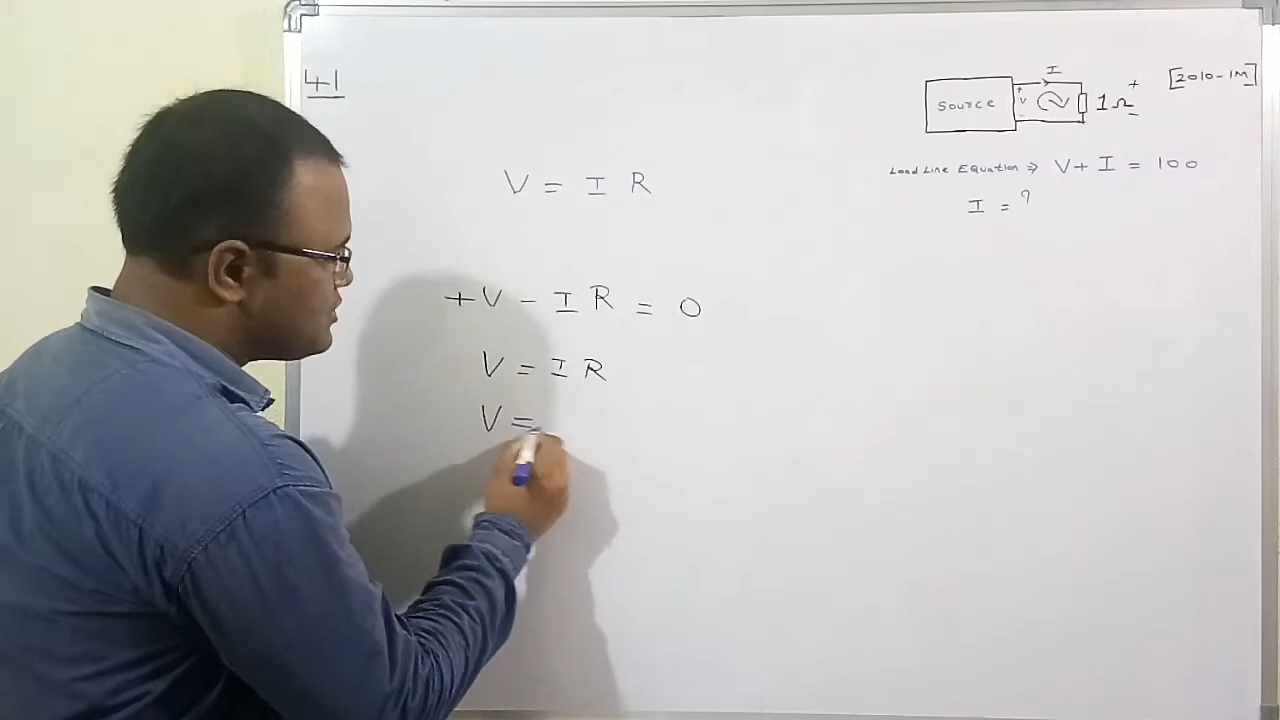 41
V = I R
+V - I R = 0
V = I R
V =
[2010-1M]
I
Source
+
V
-
1Ω
+
-
Load Line Equation ⇒ V + I = 100
I = ?